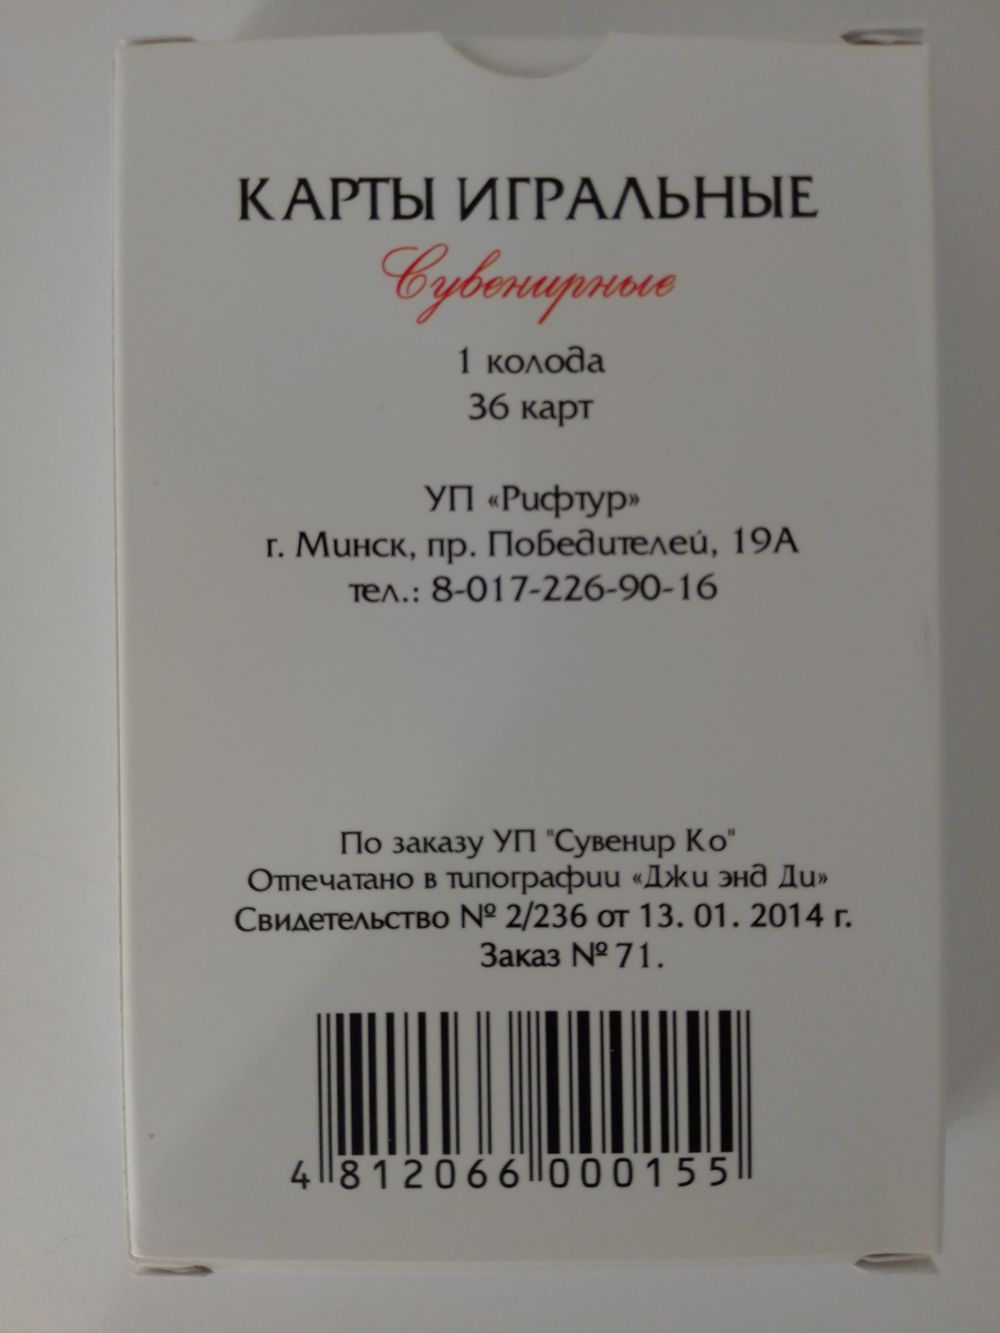 КАРТЫ ИГРАЛЬНЫЕ
Сувенирные
1 колода
36 карт
УП «Рифтур»
г. Минск, пр. Победителей, 19А
тел.: 8-017-226-90-16
По заказу УП "Сувенир Ко"
Отпечатано в типографии «Джи энд Ди»
Свидетельство № 2/236 от 13. 01. 2014 г.
Заказ № 71.
4 812066 000155